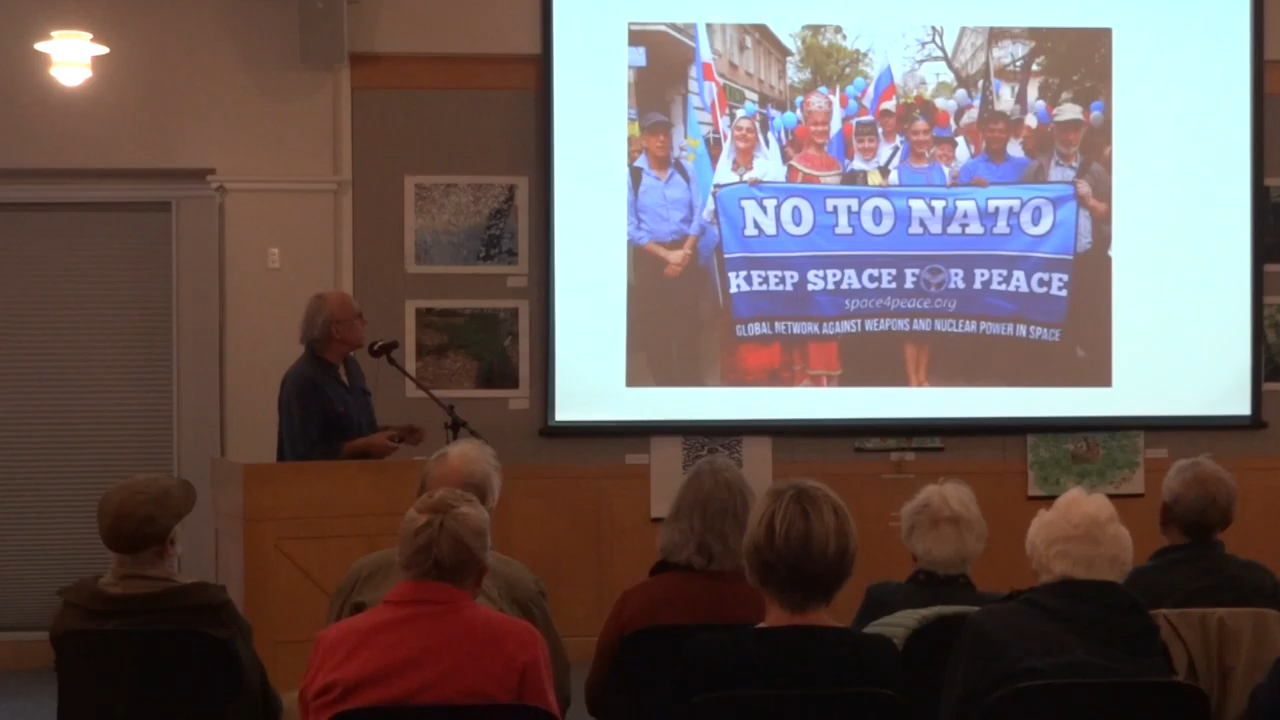 NO TO NATO
KEEP SPACE FOR PEACE
space4peace.org
GLOBAL NETWORK AGAINST WEAPONS AND NUCLEAR POWER IN SPACE